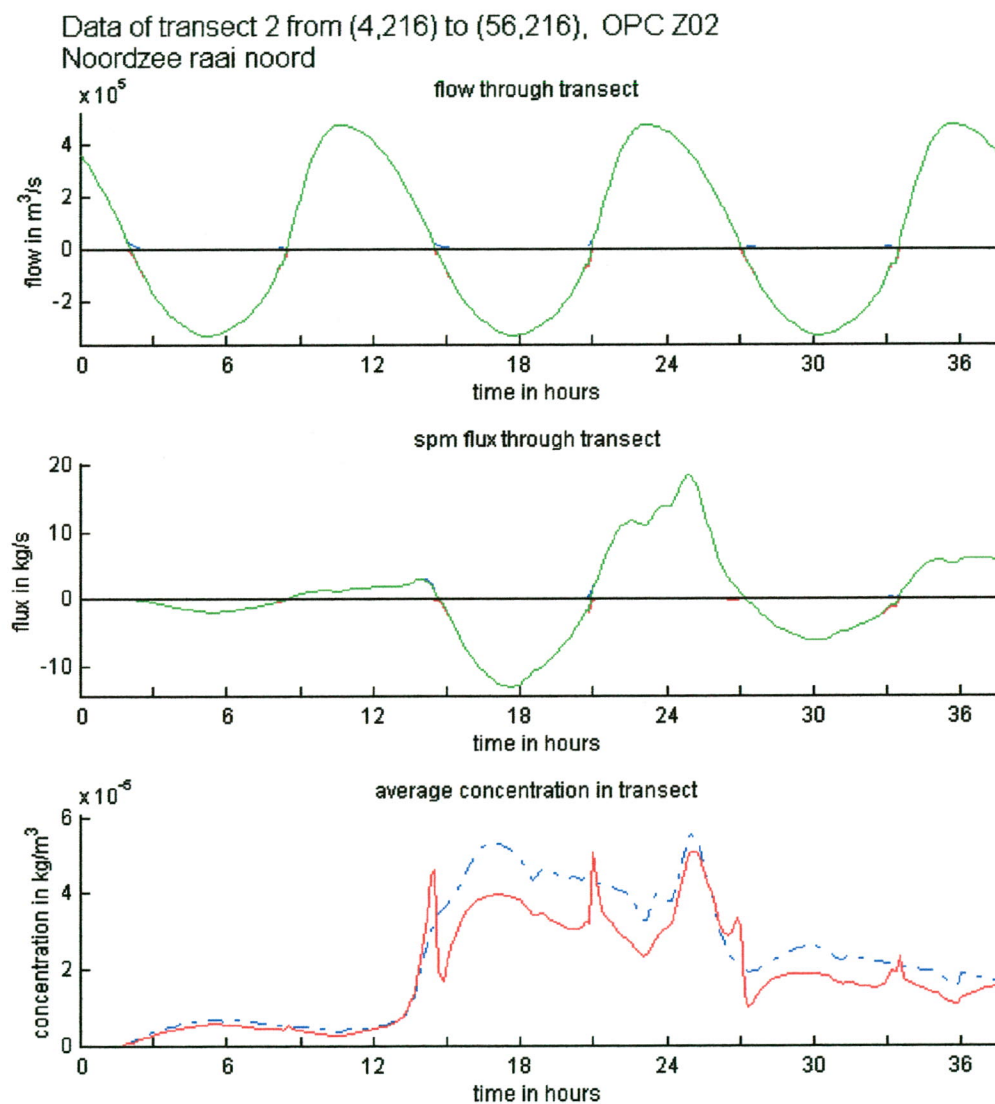 Data of transect 2 from (4,216) to (56,216), OPC Z02
Noordzee raai noord
x 10⁵
flow through transect
flow in m³/s
4
2
0
-2
0 6 12 18 24 30 36
time in hours
spm flux through transect
flux in kg/s
20
10
0
-10
0 6 12 18 24 30 36
time in hours
x 10⁻⁵
average concentration in transect
concentration in kg/m³
6
4
2
0
0 6 12 18 24 30 36
time in hours